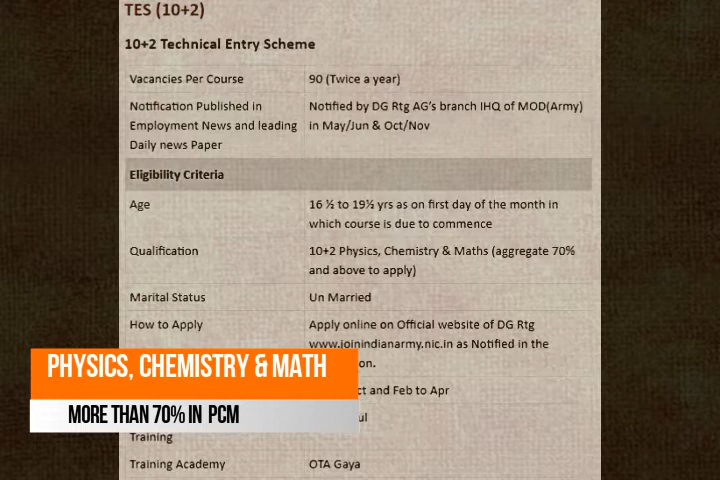 TES (10+2)
10+2 Technical Entry Scheme
Vacancies Per Course
90 (Twice a year)
Notification Published in
Employment News and leading
Daily news Paper
Notified by DG Rtg AG's branch IHQ of MOD(Army)
in May/Jun & Oct/Nov
Eligibility Criteria
Age
16 ½ to 19½ yrs as on first day of the month in
which course is due to commence
Qualification
10+2 Physics, Chemistry & Maths (aggregate 70%
and above to apply)
Marital Status
Un Married
How to Apply
Apply online on Official website of DG Rtg
www.joinindianarmy.nic.in as Notified in the
and Feb to Apr
Training
Training Academy
OTA Gaya
PHYSICS, CHEMISTRY & MATH
MORE THAN 70% IN PCM